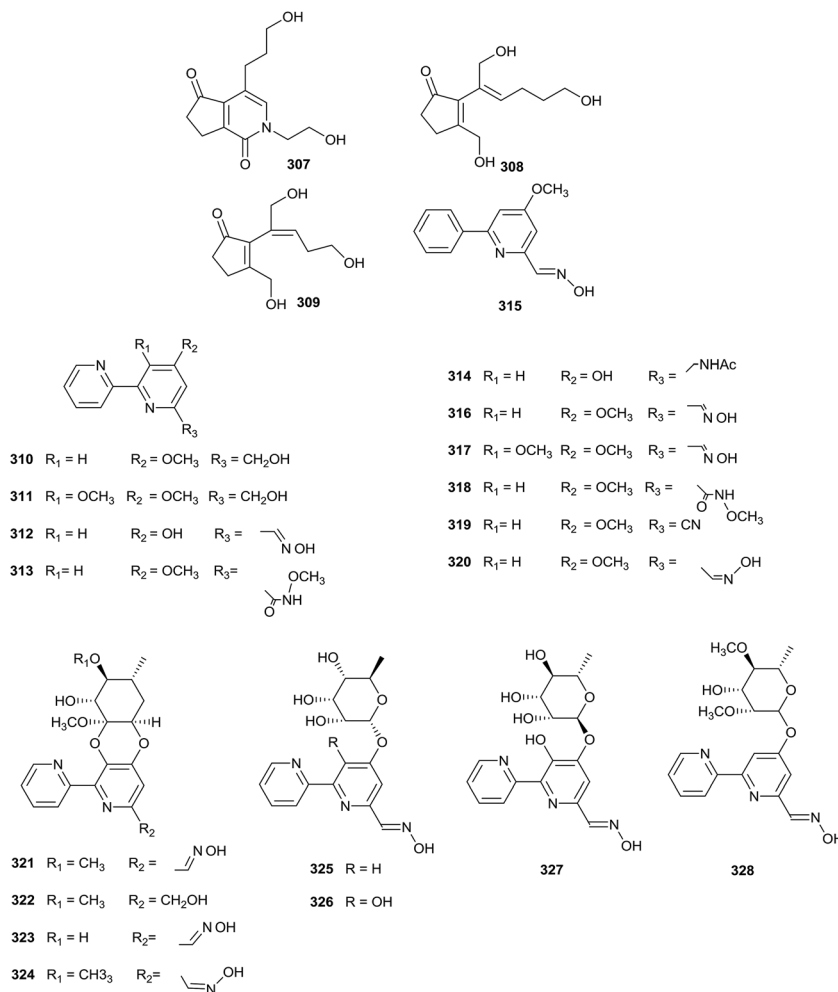 OH
O
N
OH
O
307
OH
O
OH
OH
308
OH
O
OH
OH
309
OCH3
N
N
OH
315
R1 R2
N
N
R3
310 R1 = H R2 = OCH3 R3 = CH2OH
311 R1 = OCH3 R2 = OCH3 R3 = CH2OH
312 R1 = H R2 = OH R3 = N OH
313 R1= H R2 = OCH3 R3= OCH3
O NH
314 R1 = H R2 = OH R3 = NHAc
316 R1 = H R2 = OCH3 R3 = N OH
317 R1 = OCH3 R2 = OCH3 R3 = N OH
318 R1 = H R2 = OCH3 R3 = NH
O OCH3
319 R1 = H R2 = OCH3 R3 = CN
320 R1 = H R2 = OCH3 R3 = N OH
R1O
HO
H3CO H
O O
N
N
R2
321 R1 = CH3 R2 = N OH
322 R1 = CH3 R2 = CH2OH
323 R1 = H R2= N OH
324 R1 = CH33 R2= N OH
HO
HO O
HO
R O
N
N
N
OH
325 R = H
326 R = OH
HO
HO O
HO
HO O
N
N
N
OH
327
H3CO
HO O
H3CO
O
N
N
N
OH
328